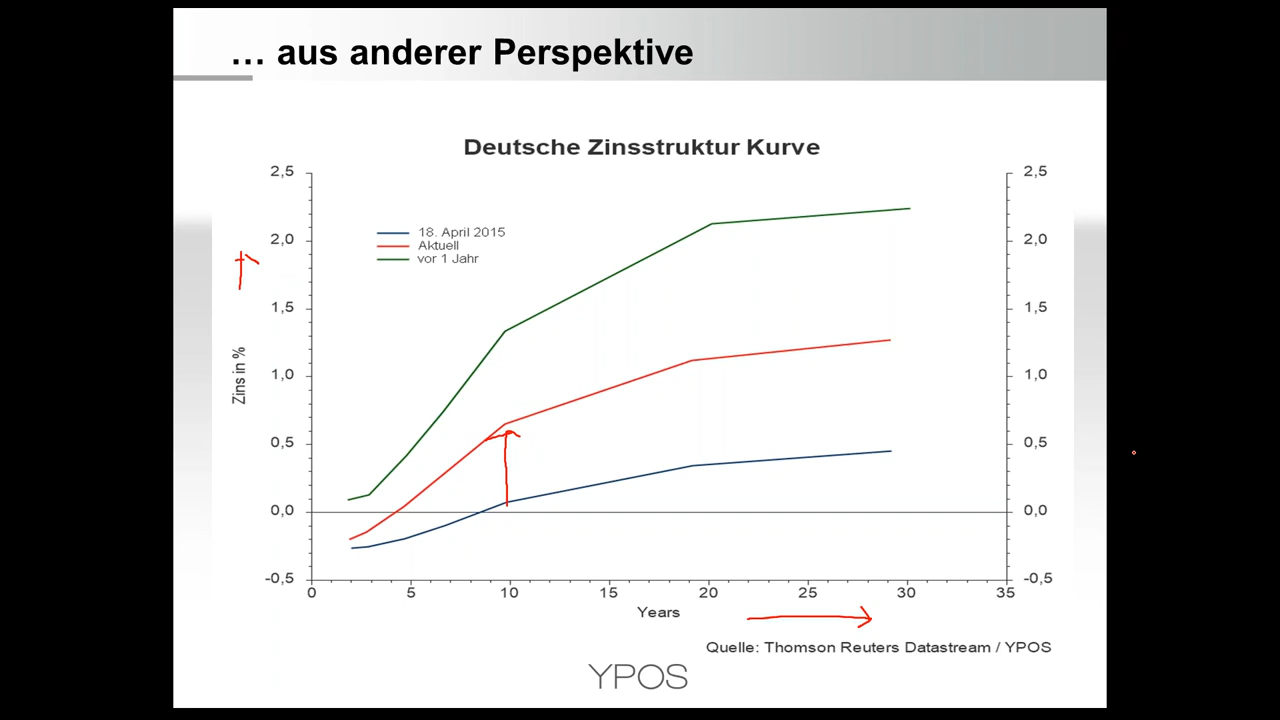 … aus anderer Perspektive
Deutsche Zinsstruktur Kurve
2,5
2,0
1,5
1,0
0,5
0,0
-0,5
Zins in %
18. April 2015
Aktuell
vor 1 Jahr
2,5
2,0
1,5
1,0
0,5
0,0
-0,5
0 5 10 15 20 25 30 35
Years
Quelle: Thomson Reuters Datastream / YPOS
YPOS